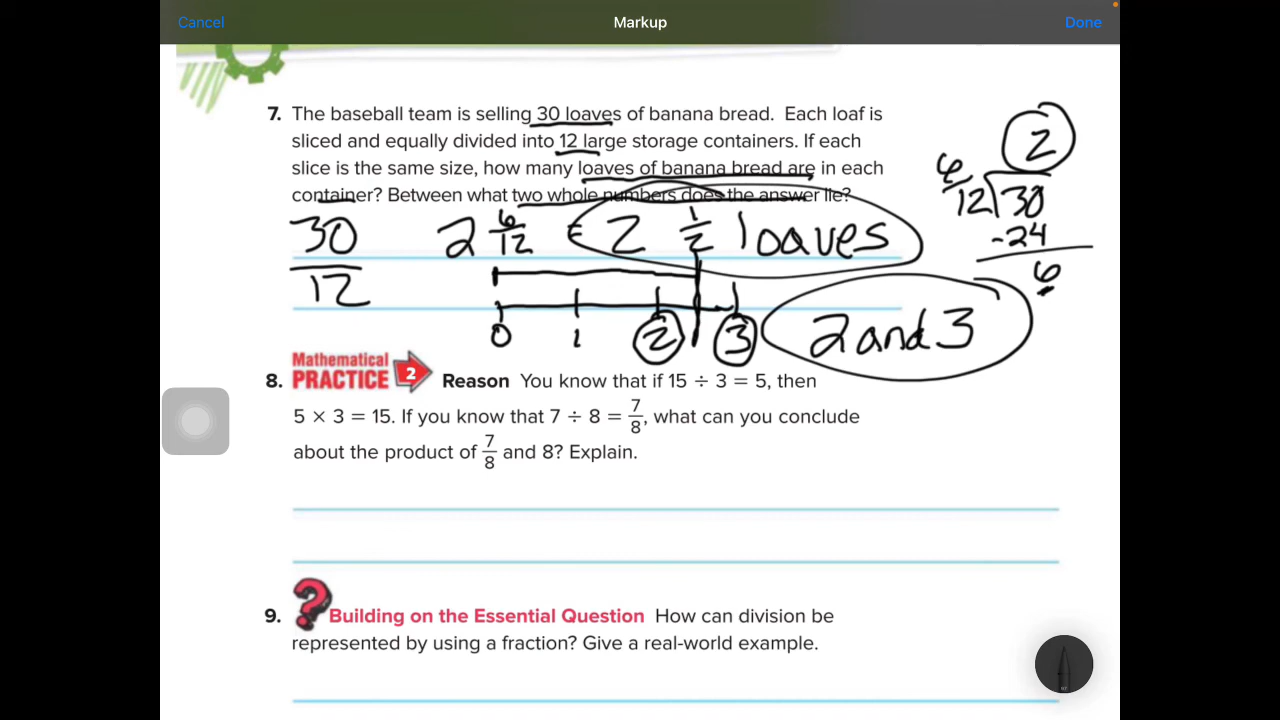 Cancel Markup Done
7. The baseball team is selling 30 loaves of banana bread. Each loaf is
sliced and equally divided into 12 large storage containers. If each
slice is the same size, how many loaves of banana bread are in each
container? Between what two whole numbers does the answer lie?
30
12
2 6/12 = 2 1/2 loaves
0 1 2 3
2 and 3
2
6
12 30
-24
6
Mathematical
PRACTICE 2
8. Reason You know that if 15 ÷ 3 = 5, then
5 × 3 = 15. If you know that 7 ÷ 8 = 7/8, what can you conclude
about the product of 7/8 and 8? Explain.
9. ? Building on the Essential Question How can division be
represented by using a fraction? Give a real-world example.
97